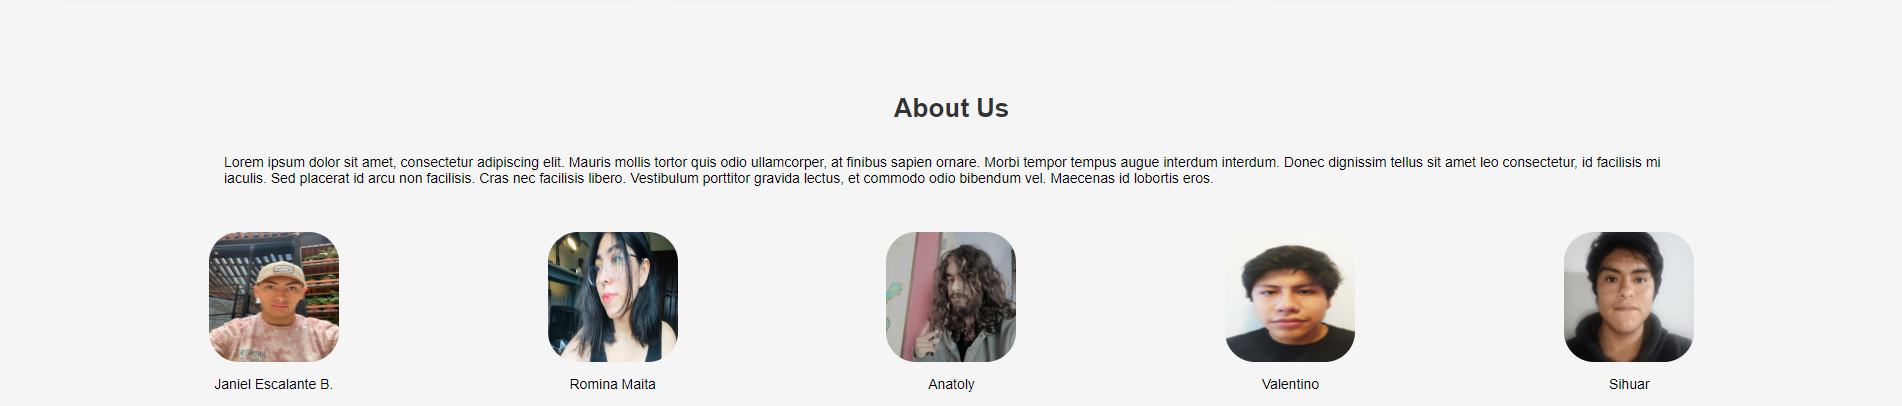 About Us
Lorem ipsum dolor sit amet, consectetur adipiscing elit. Mauris mollis tortor quis odio ullamcorper, at finibus sapien ornare. Morbi tempor tempus augue interdum interdum. Donec dignissim tellus sit amet leo consectetur, id facilisis mi
iaculis. Sed placerat id arcu non facilisis. Cras nec facilisis libero. Vestibulum porttitor gravida lectus, et commodo odio bibendum vel. Maecenas id lobortis eros.
Janiel Escalante B.
Romina Maita
Anatoly
Valentino
Sihuar